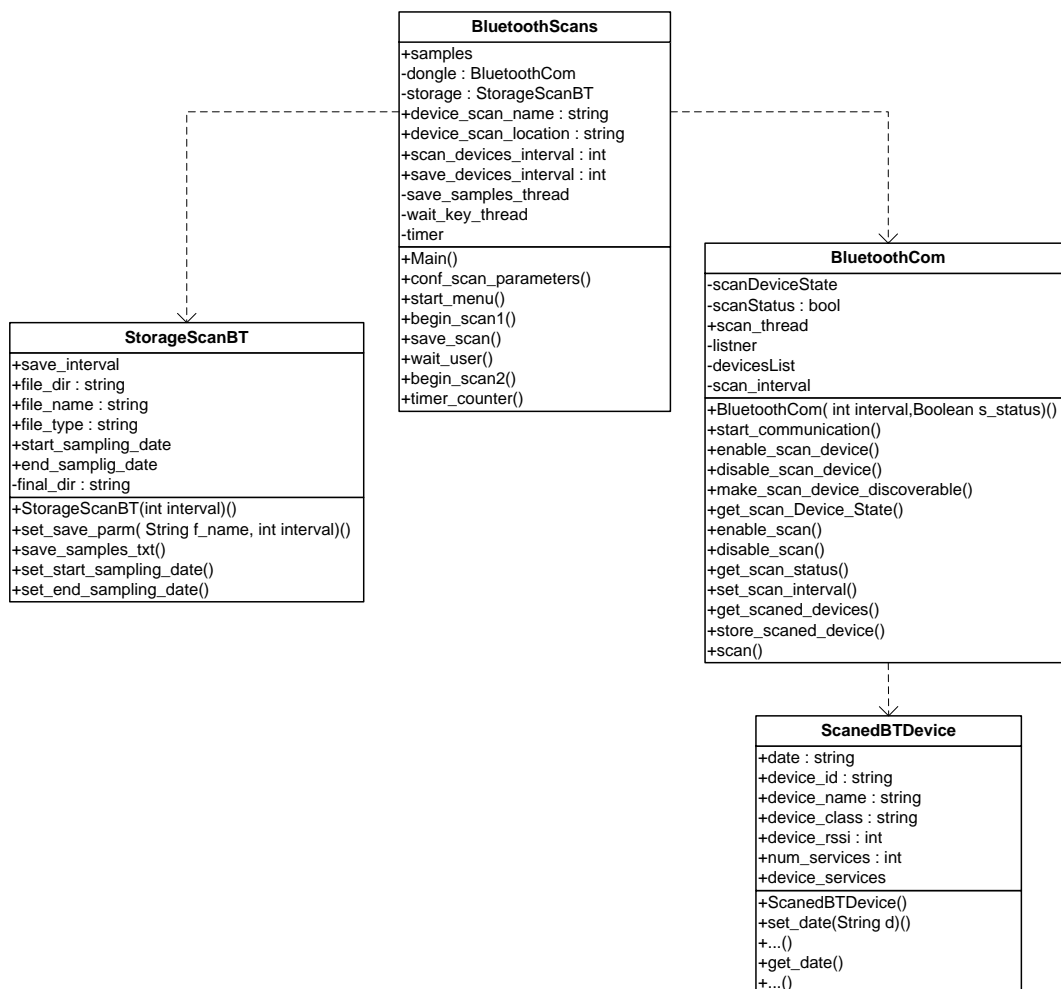 BluetoothScans
+samples
-dongle : BluetoothCom
-storage : StorageScanBT
+device_scan_name : string
+device_scan_location : string
+scan_devices_interval : int
+save_devices_interval : int
-save_samples_thread
-wait_key_thread
-timer
+Main()
+conf_scan_parameters()
+start_menu()
+begin_scan1()
+save_scan()
+wait_user()
+begin_scan2()
+timer_counter()
StorageScanBT
+save_interval
+file_dir : string
+file_name : string
+file_type : string
+start_sampling_date
+end_samplig_date
-final_dir : string
+StorageScanBT(int interval)()
+set_save_parm( String f_name, int interval)()
+save_samples_txt()
+set_start_sampling_date()
+set_end_sampling_date()
BluetoothCom
-scanDeviceState
-scanStatus : bool
+scan_thread
-listner
-devicesList
-scan_interval
+BluetoothCom( int interval,Boolean s_status)()
+start_communication()
+enable_scan_device()
+disable_scan_device()
+make_scan_device_discoverable()
+get_scan_Device_State()
+enable_scan()
+disable_scan()
+get_scan_status()
+set_scan_interval()
+get_scaned_devices()
+store_scaned_device()
+scan()
ScanedBTDevice
+date : string
+device_id : string
+device_name : string
+device_class : string
+device_rssi : int
+num_services : int
+device_services
+ScanedBTDevice()
+set_date(String d)()
+...()
+get_date()
+...()